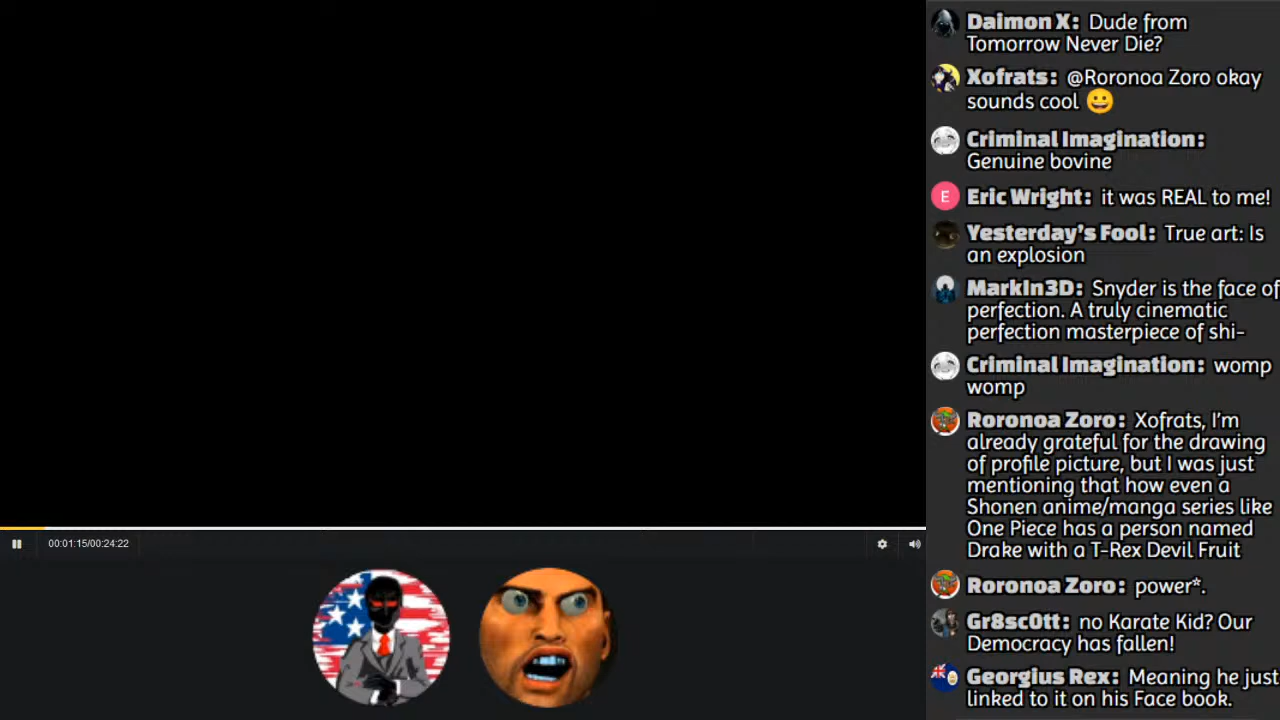 Daimon X: Dude from
Tomorrow Never Die?
Xofrats: @Roronoa Zoro okay
sounds cool 😀
Criminal Imagination:
Genuine bovine
E Eric Wright: it was REAL to me!
Yesterday's Fool: True art: Is
an explosion
MarkIn3D: Snyder is the face of
perfection. A truly cinematic
perfection masterpiece of shi-
Criminal Imagination: womp
womp
Roronoa Zoro: Xofrats, I'm
already grateful for the drawing
of profile picture, but I was just
mentioning that how even a
Shonen anime/manga series like
One Piece has a person named
Drake with a T-Rex Devil Fruit
Roronoa Zoro: power*.
Gr8sc0tt: no Karate Kid? Our
Democracy has fallen!
Georgius Rex: Meaning he just
linked to it on his Face book.
00:01:15/00:24:22